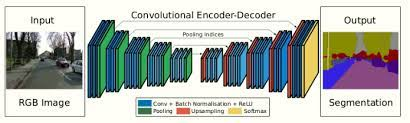 Input
Convolutional Encoder-Decoder
Output
Pooling Indices
RGB Image
Conv + Batch Normalisation + ReLU
Pooling
Upsampling
Softmax
Segmentation